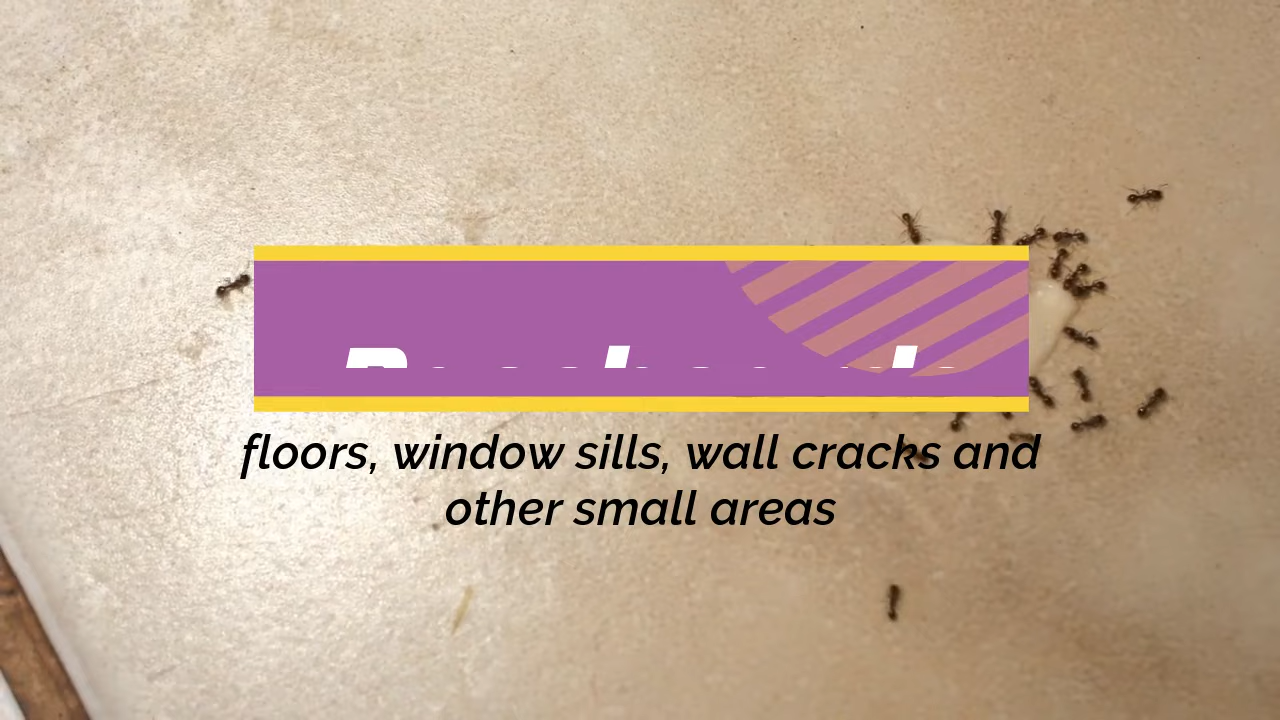 floors, window sills, wall cracks and
other small areas